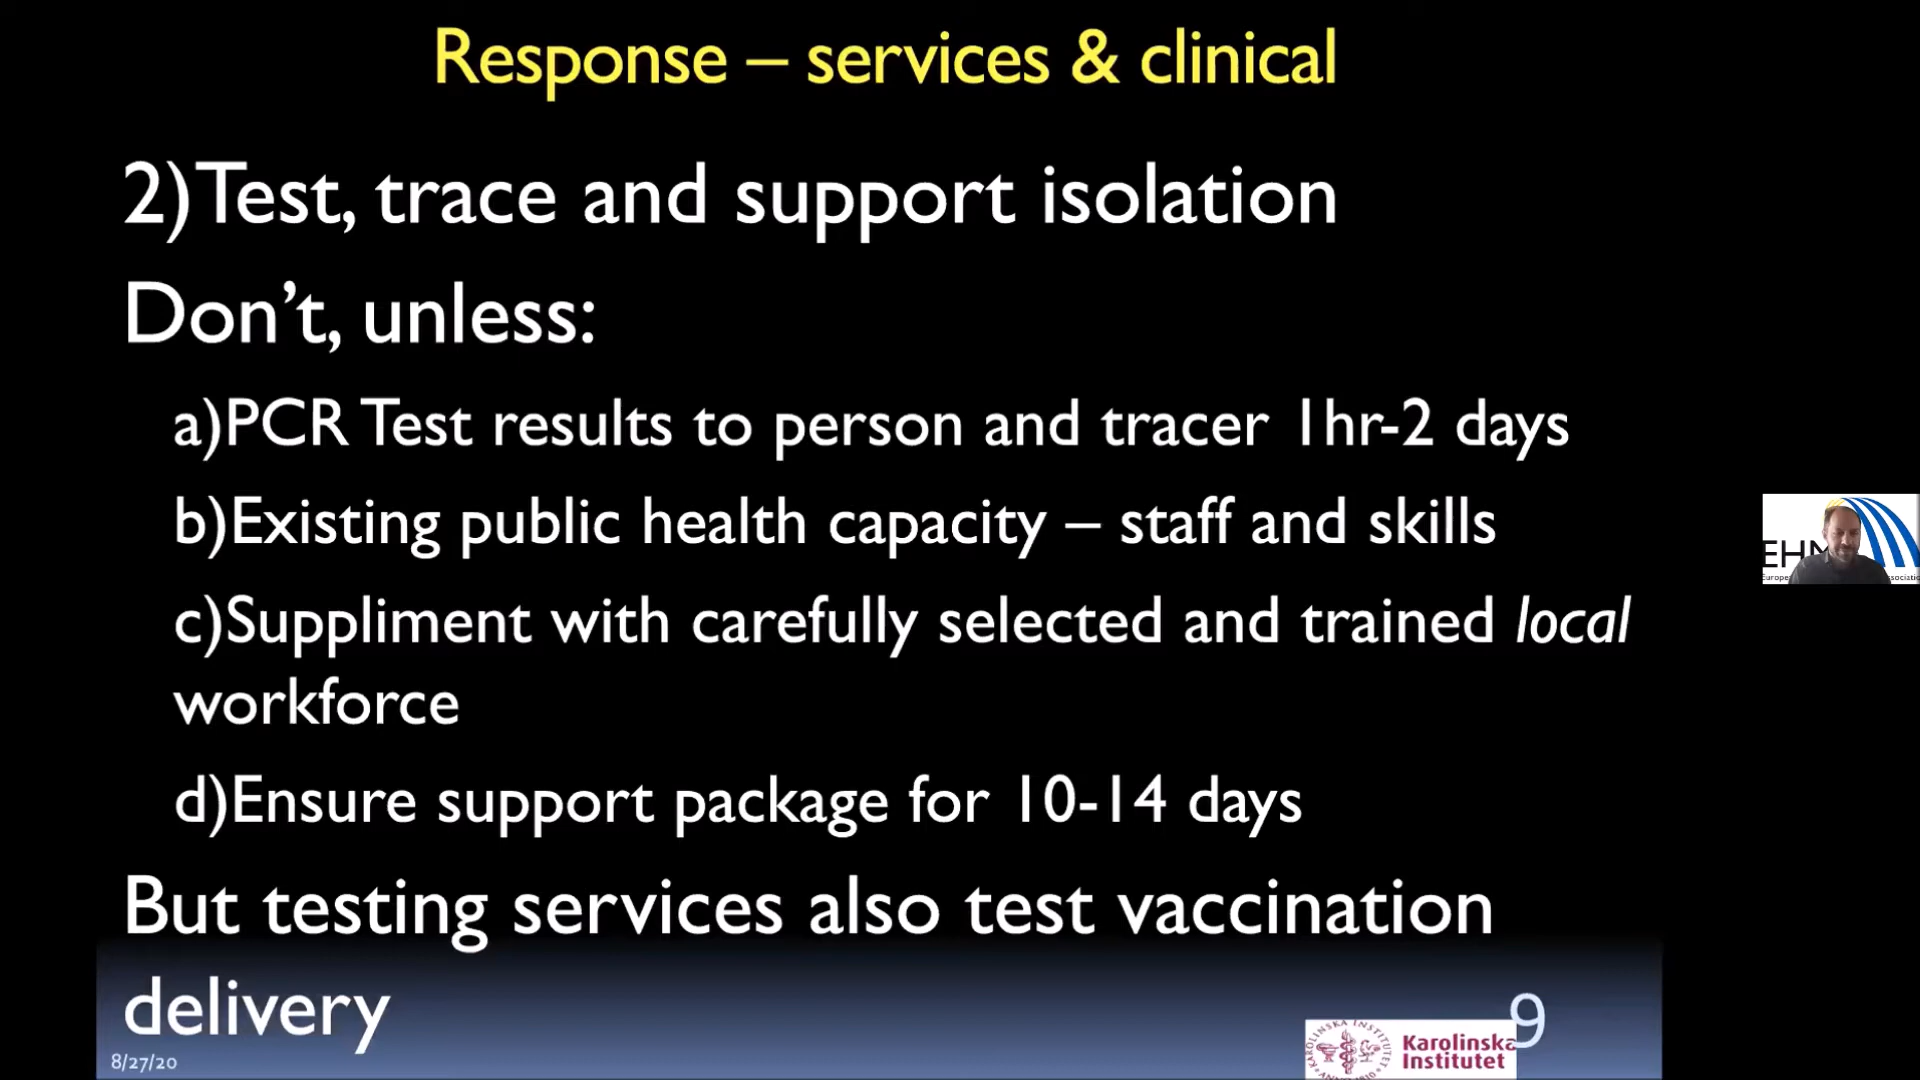 Response – services & clinical
2)Test, trace and support isolation
Don’t, unless:
a)PCR Test results to person and tracer 1hr-2 days
b)Existing public health capacity – staff and skills
c)Suppliment with carefully selected and trained local
workforce
d)Ensure support package for 10-14 days
But testing services also test vaccination
delivery
9
8/27/20
Karolinska
Institutet
EHM